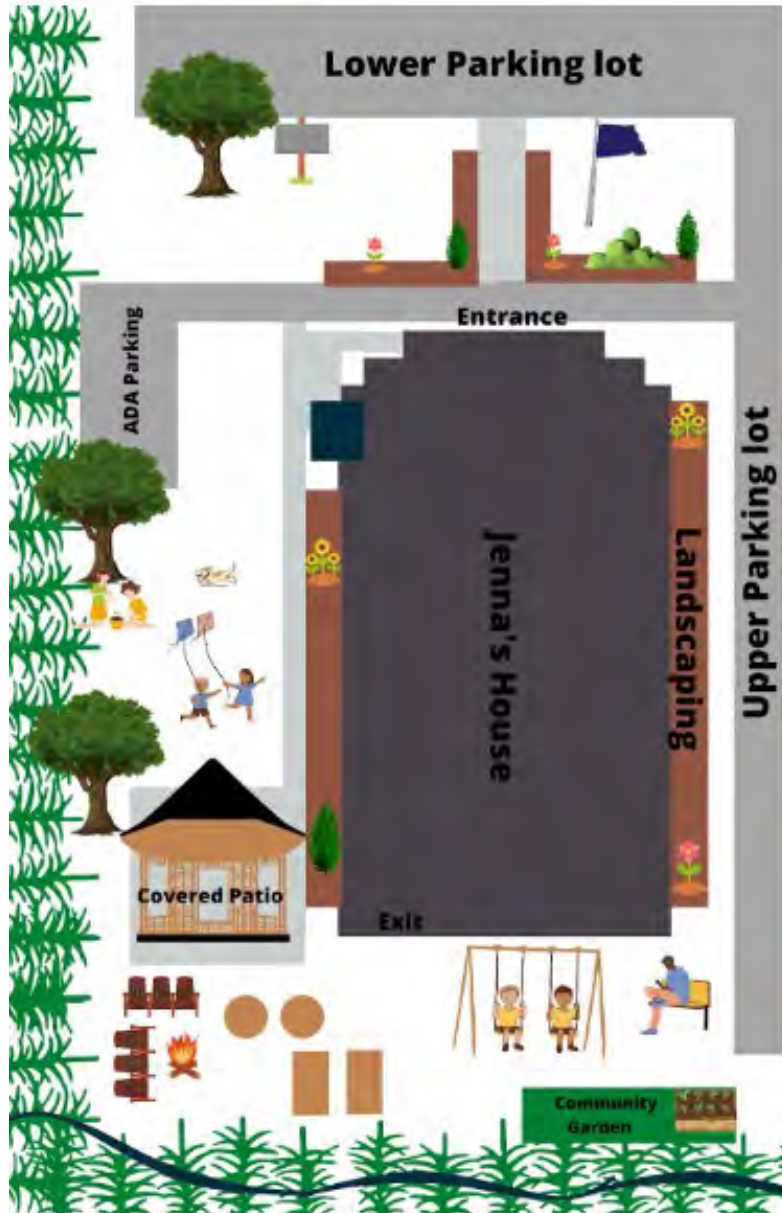 Lower Parking lot
Entrance
ADA Parking
Jenna's House
Landscaping
Upper Parking lot
Covered Patio
Exit
Community
Garden